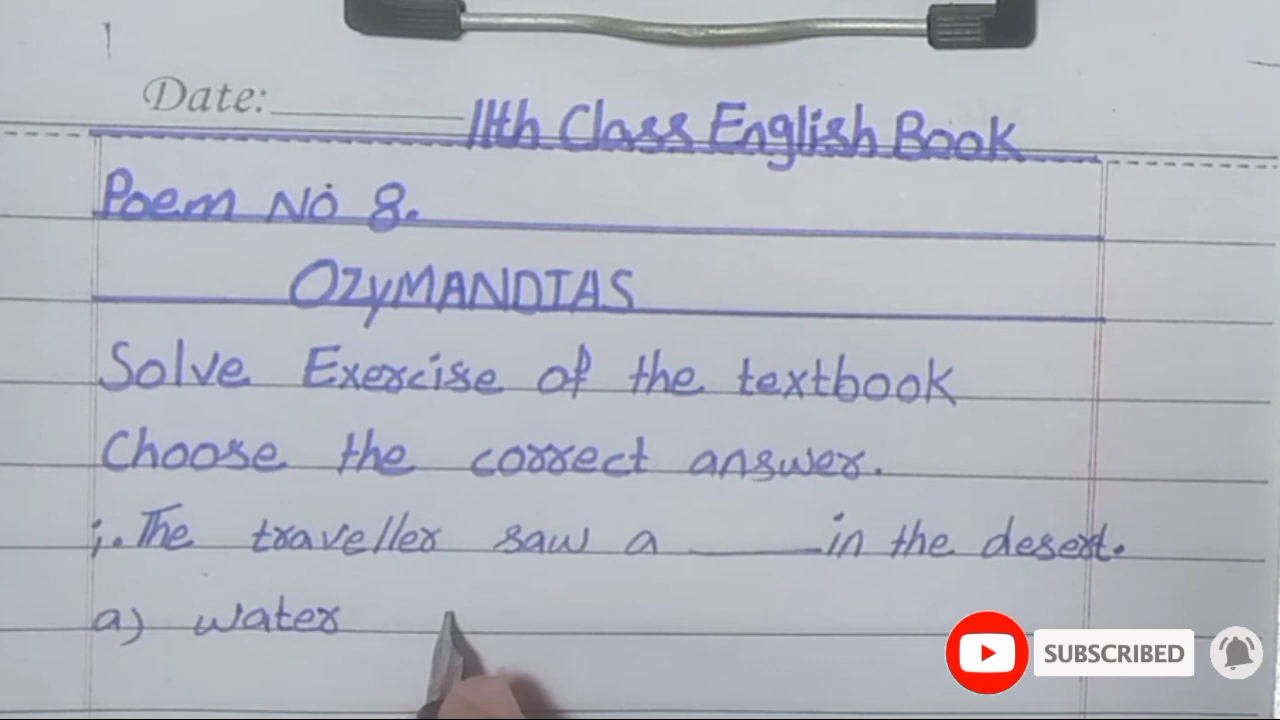 Date:
11th Class English Book
Poem No 8.
OZyMANDIAS
Solve Exercise of the textbook
Choose the correct answer.
i. The traveller saw a ______ in the desert.
a) water
SUBSCRIBED